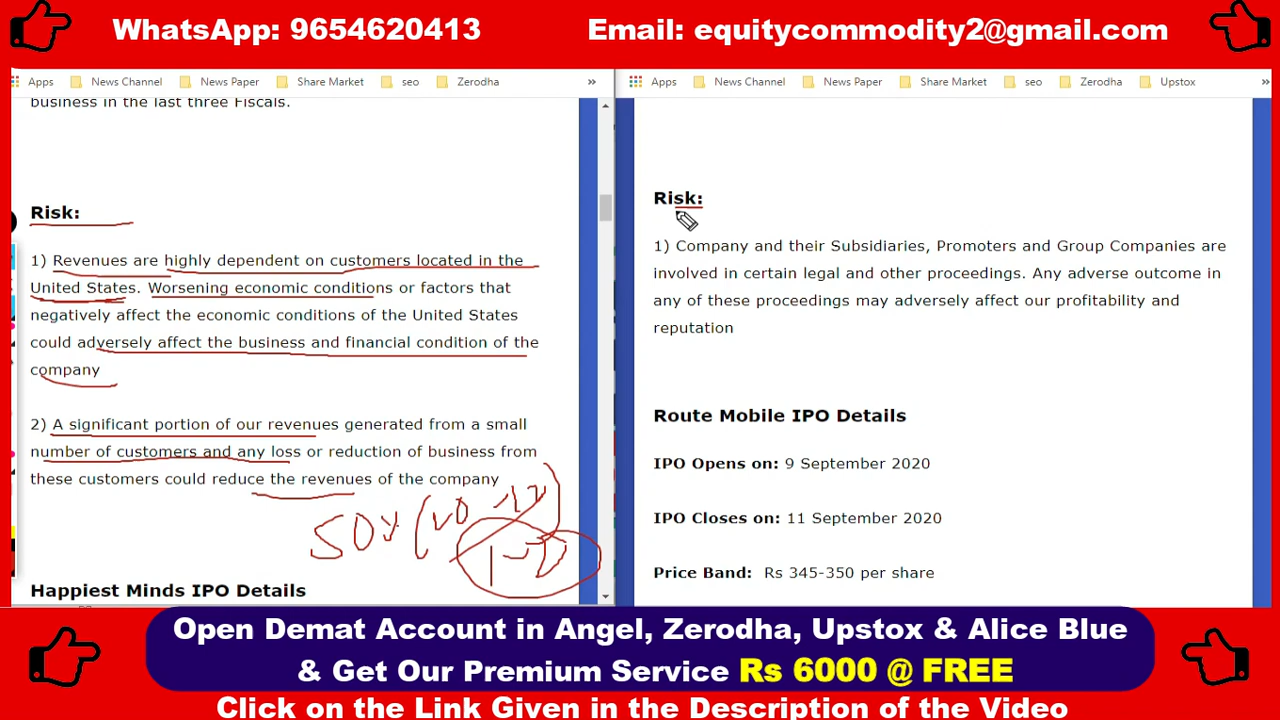 WhatsApp: 9654620413
Email: equitycommodity2@gmail.com
Apps News Channel News Paper Share Market seo Zerodha »
business in the last three Fiscals.
Risk:
1) Revenues are highly dependent on customers located in the
United States. Worsening economic conditions or factors that
negatively affect the economic conditions of the United States
could adversely affect the business and financial condition of the
company
2) A significant portion of our revenues generated from a small
number of customers and any loss or reduction of business from
these customers could reduce the revenues of the company
Happiest Minds IPO Details
Apps News Channel News Paper Share Market seo Zerodha Upstox »
Risk:
1) Company and their Subsidiaries, Promoters and Group Companies are
involved in certain legal and other proceedings. Any adverse outcome in
any of these proceedings may adversely affect our profitability and
reputation
Route Mobile IPO Details
IPO Opens on: 9 September 2020
IPO Closes on: 11 September 2020
Price Band: Rs 345-350 per share
Open Demat Account in Angel, Zerodha, Upstox & Alice Blue
& Get Our Premium Service Rs 6000 @ FREE
Click on the Link Given in the Description of the Video